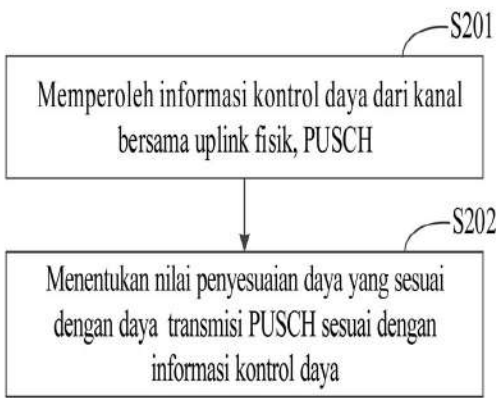 S201
Memperoleh informasi kontrol daya dari kanal
bersama uplink fisik, PUSCH
S202
Menentukan nilai penyesuaian daya yang sesuai
dengan daya transmisi PUSCH sesuai dengan
informasi kontrol daya